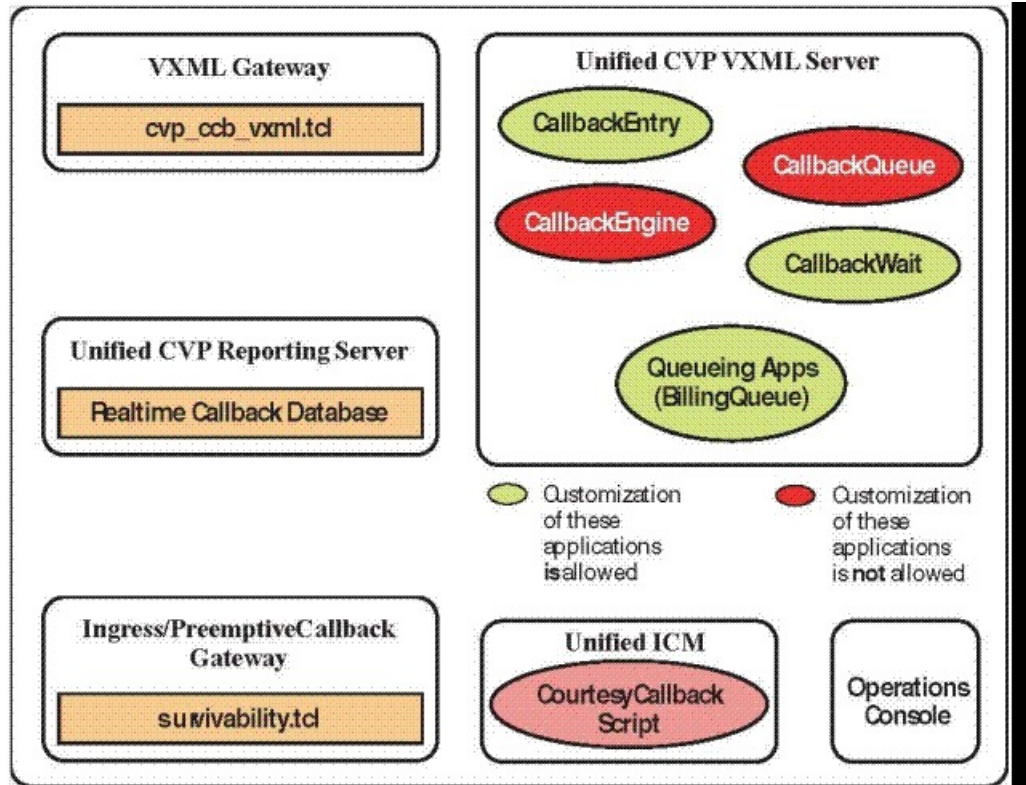 VXML Gateway
cvp_ccb_vxml.tcl
Unified CVP VXML Server
CallbackEntry
CallbackQueue
CallbackEngine
CallbackWait
Queueing Apps
(BillingQueue)
Unified CVP Reporting Server
Realtime Callback Database
Customization
of these
applications
is allowed
Customization
of these
applications
is not allowed
Ingress/PreemptiveCallback
Gateway
survivability.tcl
Unified ICM
CourtesyCallback
Script
Operations
Console